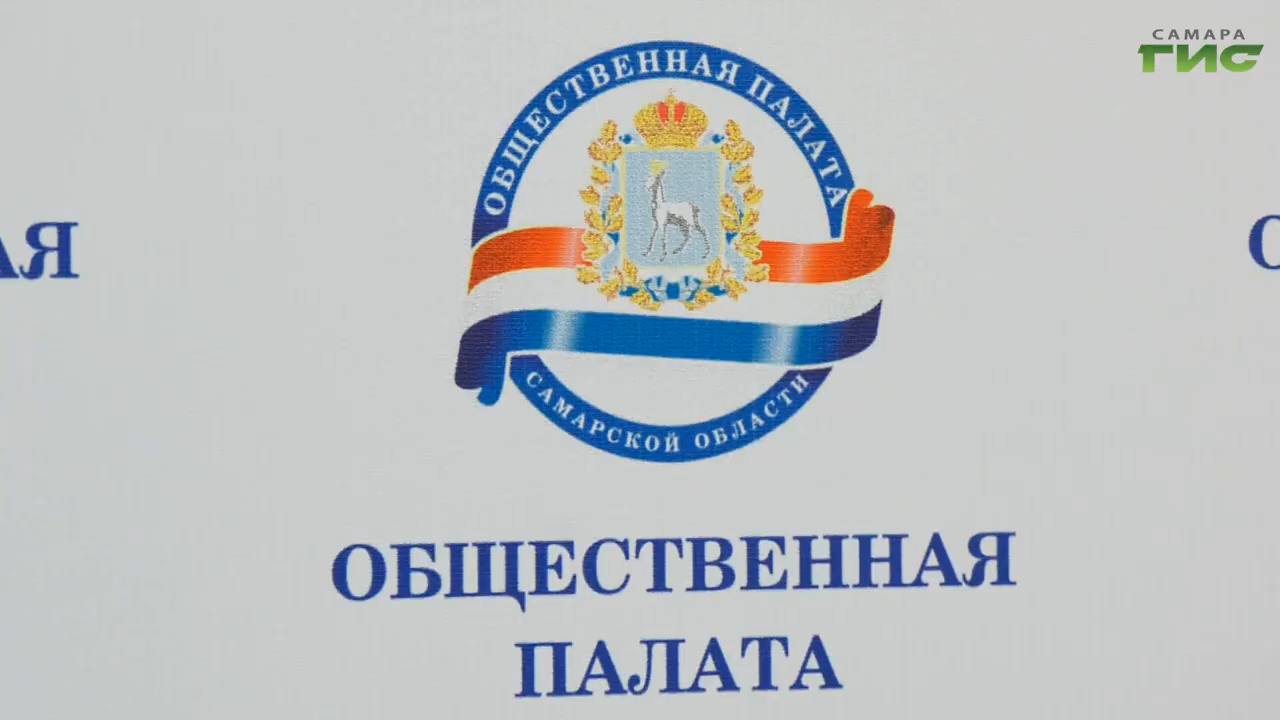 САМАРА
ГИС
ОБЩЕСТВЕННАЯ ПАЛАТА
САМАРСКОЙ ОБЛАСТИ
ОБЩЕСТВЕННАЯ
ПАЛАТА